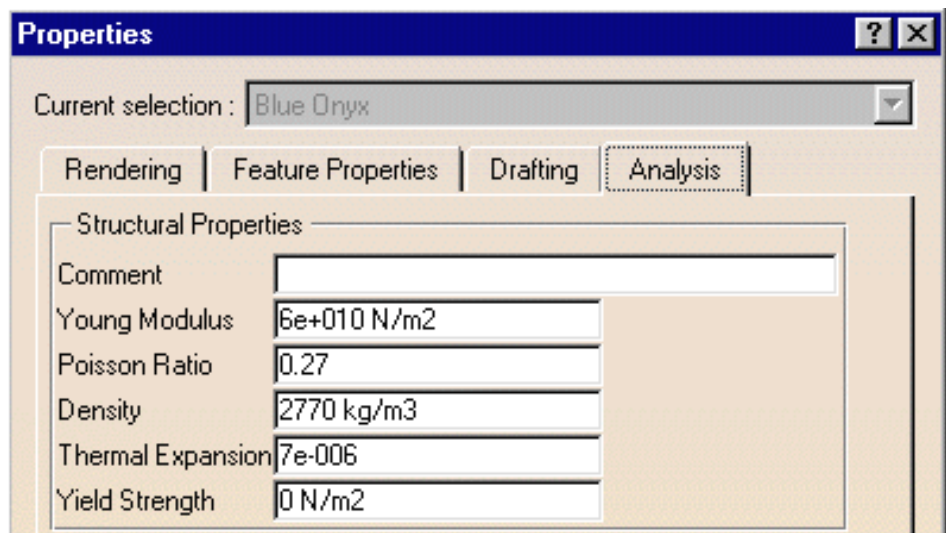 Properties ? X
Current selection : Blue Onyx
Rendering Feature Properties Drafting Analysis
Structural Properties
Comment
Young Modulus 6e+010 N/m2
Poisson Ratio 0.27
Density 2770 kg/m3
Thermal Expansion 7e-006
Yield Strength 0 N/m2